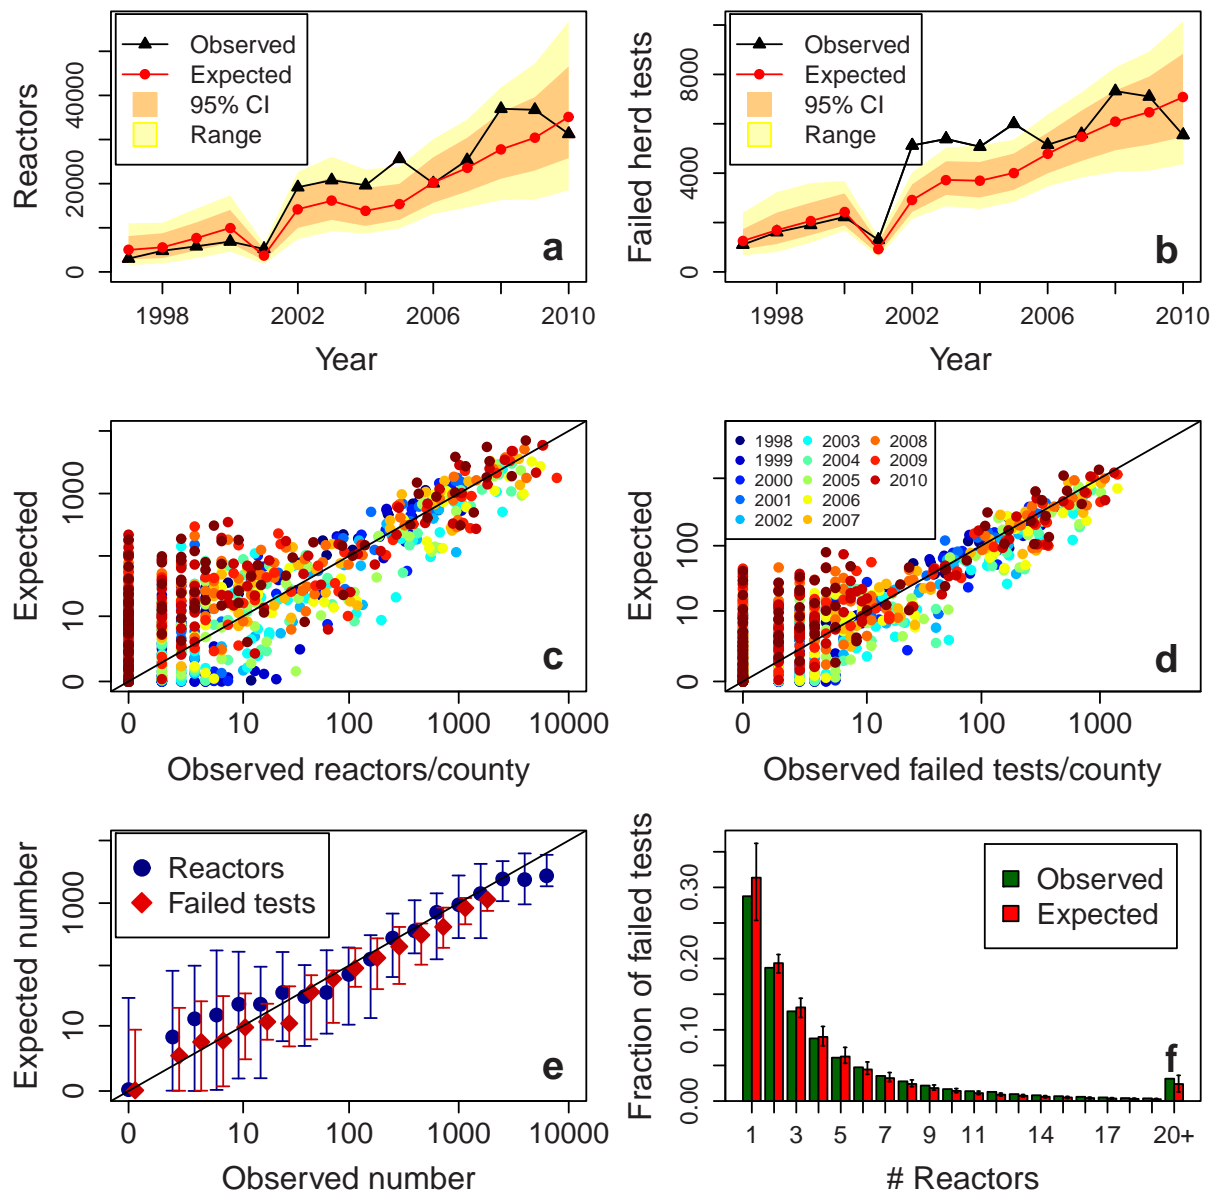 Observed
Expected
95% CI
Range
Reactors
0
20000
40000
1998
2002
2006
2010
Year
a
Observed
Expected
95% CI
Range
Failed herd tests
0
4000
8000
1998
2002
2006
2010
Year
b
Expected
0
10
1000
0
10
100
1000
10000
Observed reactors/county
c
1998
1999
2000
2001
2002
2003
2004
2005
2006
2007
2008
2009
2010
Expected
0
10
100
0
10
100
1000
Observed failed tests/county
d
Reactors
Failed tests
Expected number
0
10
1000
0
10
100
1000
10000
Observed number
e
Observed
Expected
Fraction of failed tests
0.00
0.10
0.20
0.30
1
3
5
7
9
11
14
17
20+
# Reactors
f